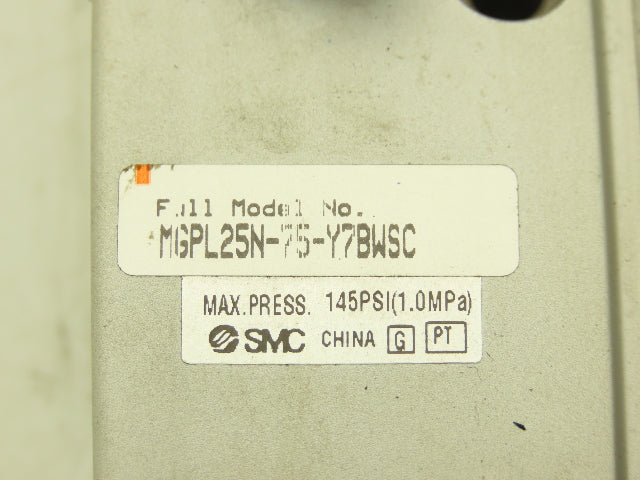 Full Model No.
MGPL25N-75-Y7BWSC
MAX.PRESS. 145PSI(1.0MPa)
SMC CHINA G PT